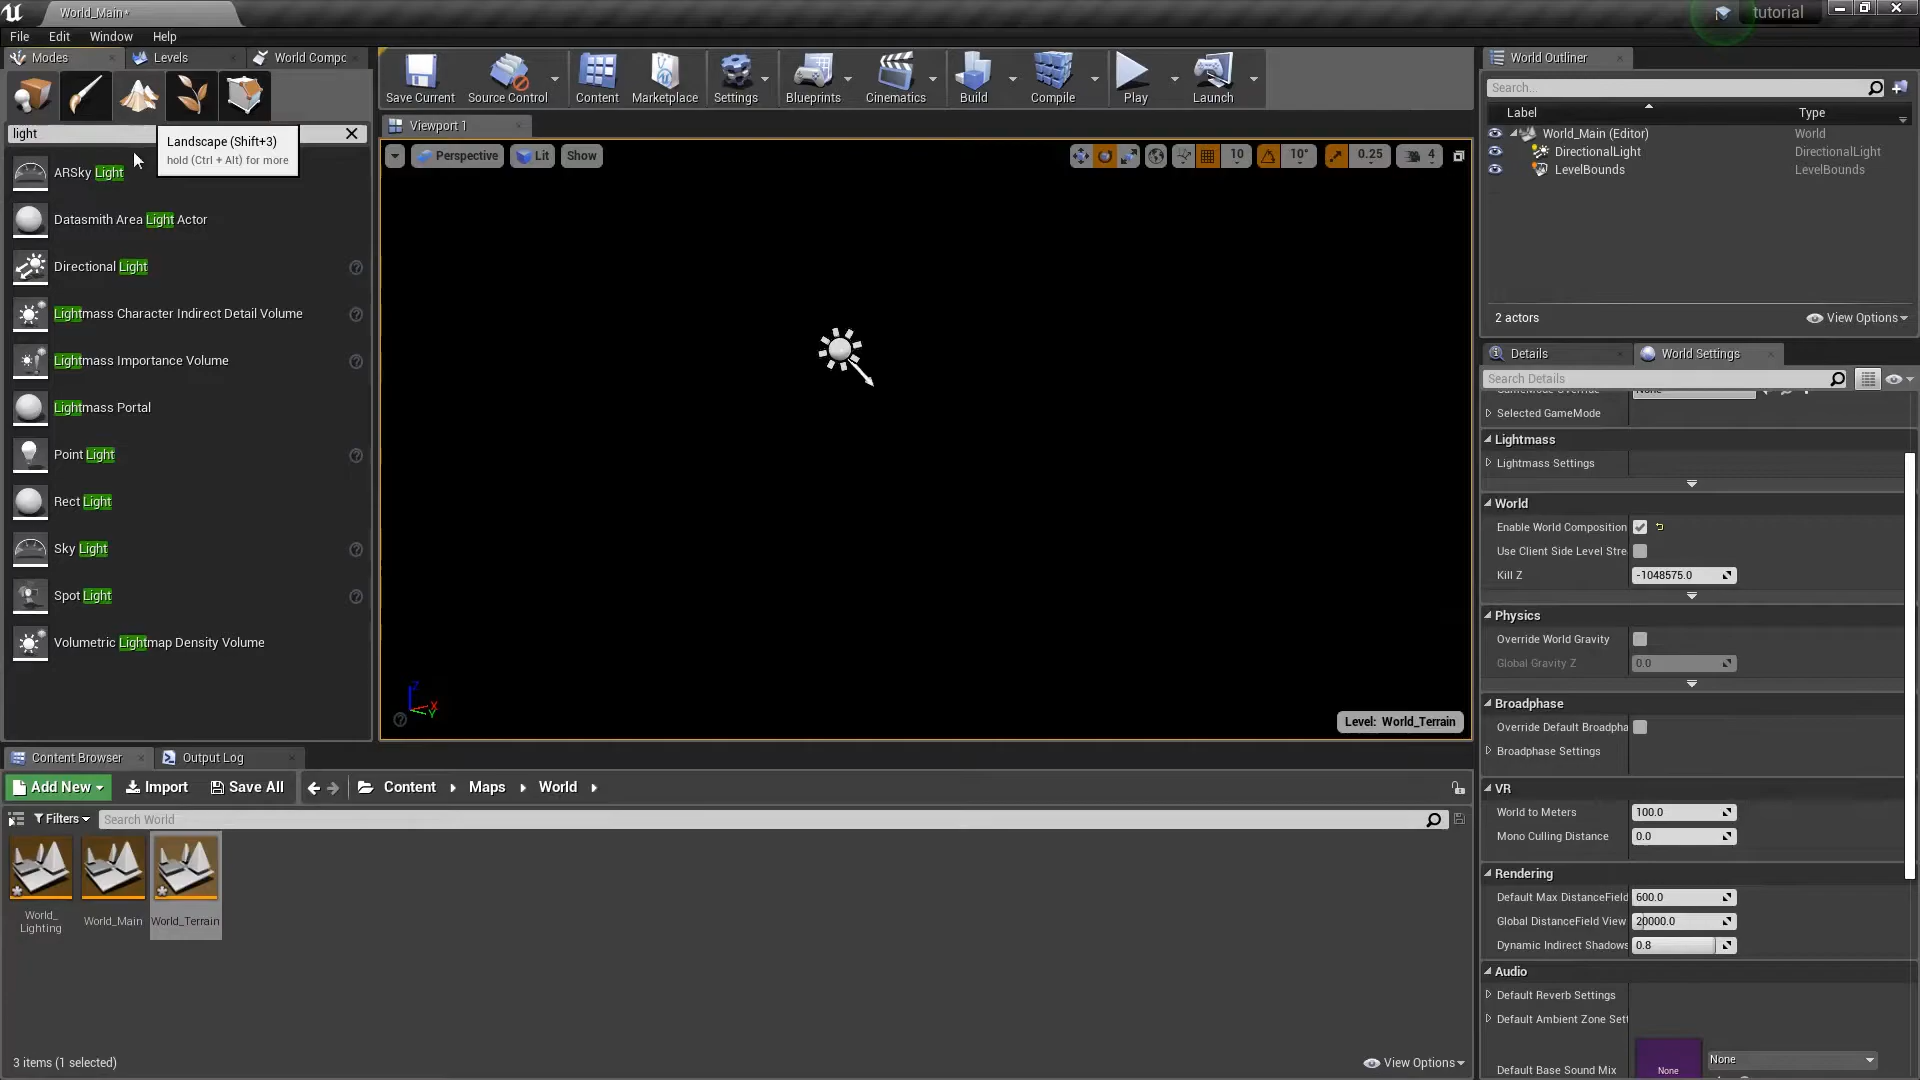 World_Main*
tutorial
File Edit Window Help
Modes
Levels
World Compc
Save Current
Source Control
Content
Marketplace
Settings
Blueprints
Cinematics
Build
Compile
Play
Launch
light
Landscape (Shift+3)
hold (Ctrl + Alt) for more
ARSky Light
Datasmith Area Light Actor
Directional Light
Lightmass Character Indirect Detail Volume
Lightmass Importance Volume
Lightmass Portal
Point Light
Rect Light
Sky Light
Spot Light
Volumetric Lightmap Density Volume
Viewport 1
Perspective
Lit
Show
10
10°
0.25
4
Z
X
Y
Level: World_Terrain
World Outliner
Search...
Label Type
World_Main (Editor) World
DirectionalLight DirectionalLight
LevelBounds LevelBounds
2 actors
View Options
Details
World Settings
Search Details
Selected GameMode
Lightmass
Lightmass Settings
World
Enable World Composition
Use Client Side Level Stre
Kill Z -1048575.0
Physics
Override World Gravity
Global Gravity Z 0.0
Broadphase
Override Default Broadpha
Broadphase Settings
VR
World to Meters 100.0
Mono Culling Distance 0.0
Rendering
Default Max DistanceField 600.0
Global DistanceField View 20000.0
Dynamic Indirect Shadows 0.8
Audio
Default Reverb Settings
Default Ambient Zone Sett
Default Base Sound Mix
None
None
Content Browser
Output Log
Add New
Import
Save All
Content
Maps
World
Filters
Search World
World_
Lighting
World_Main
World_Terrain
3 items (1 selected)
View Options